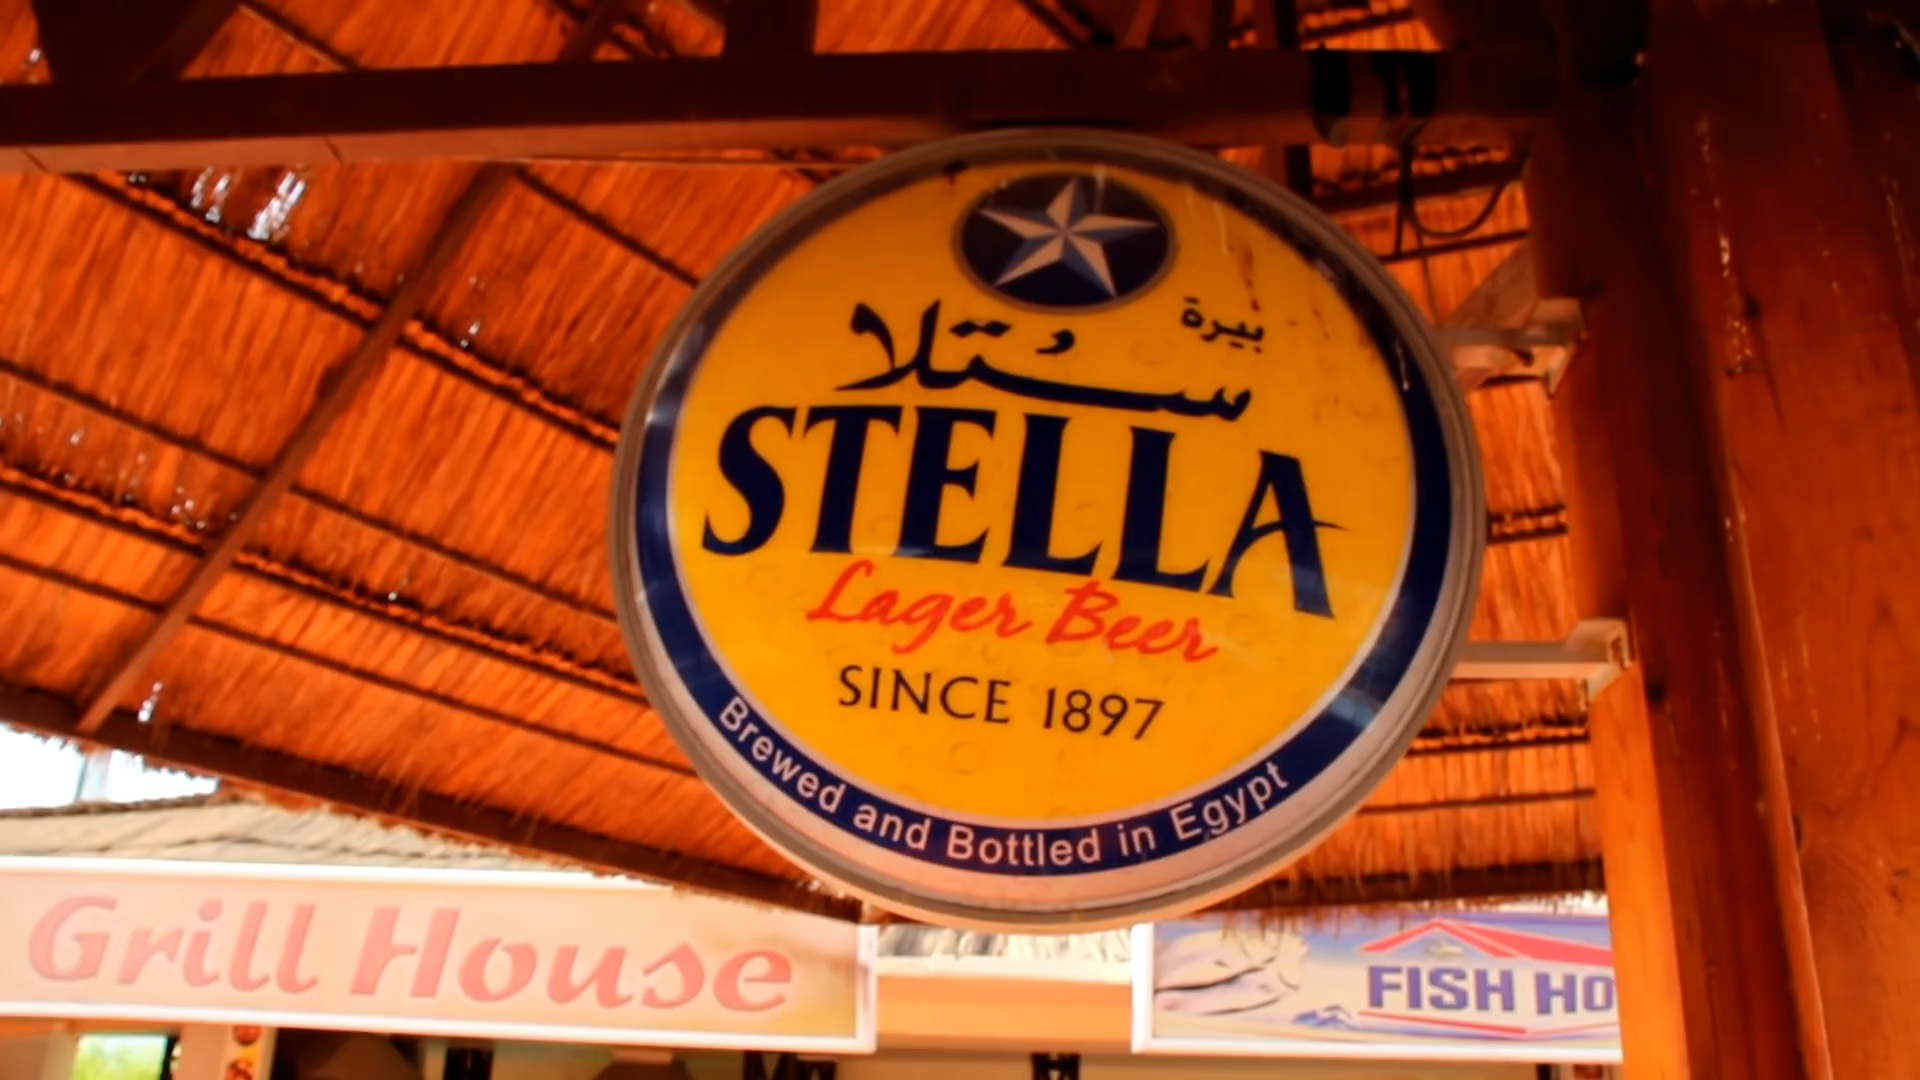 بيرة
ستلا
STELLA
Lager Beer
SINCE 1897
Brewed and Bottled in Egypt
Grill House
FISH HO